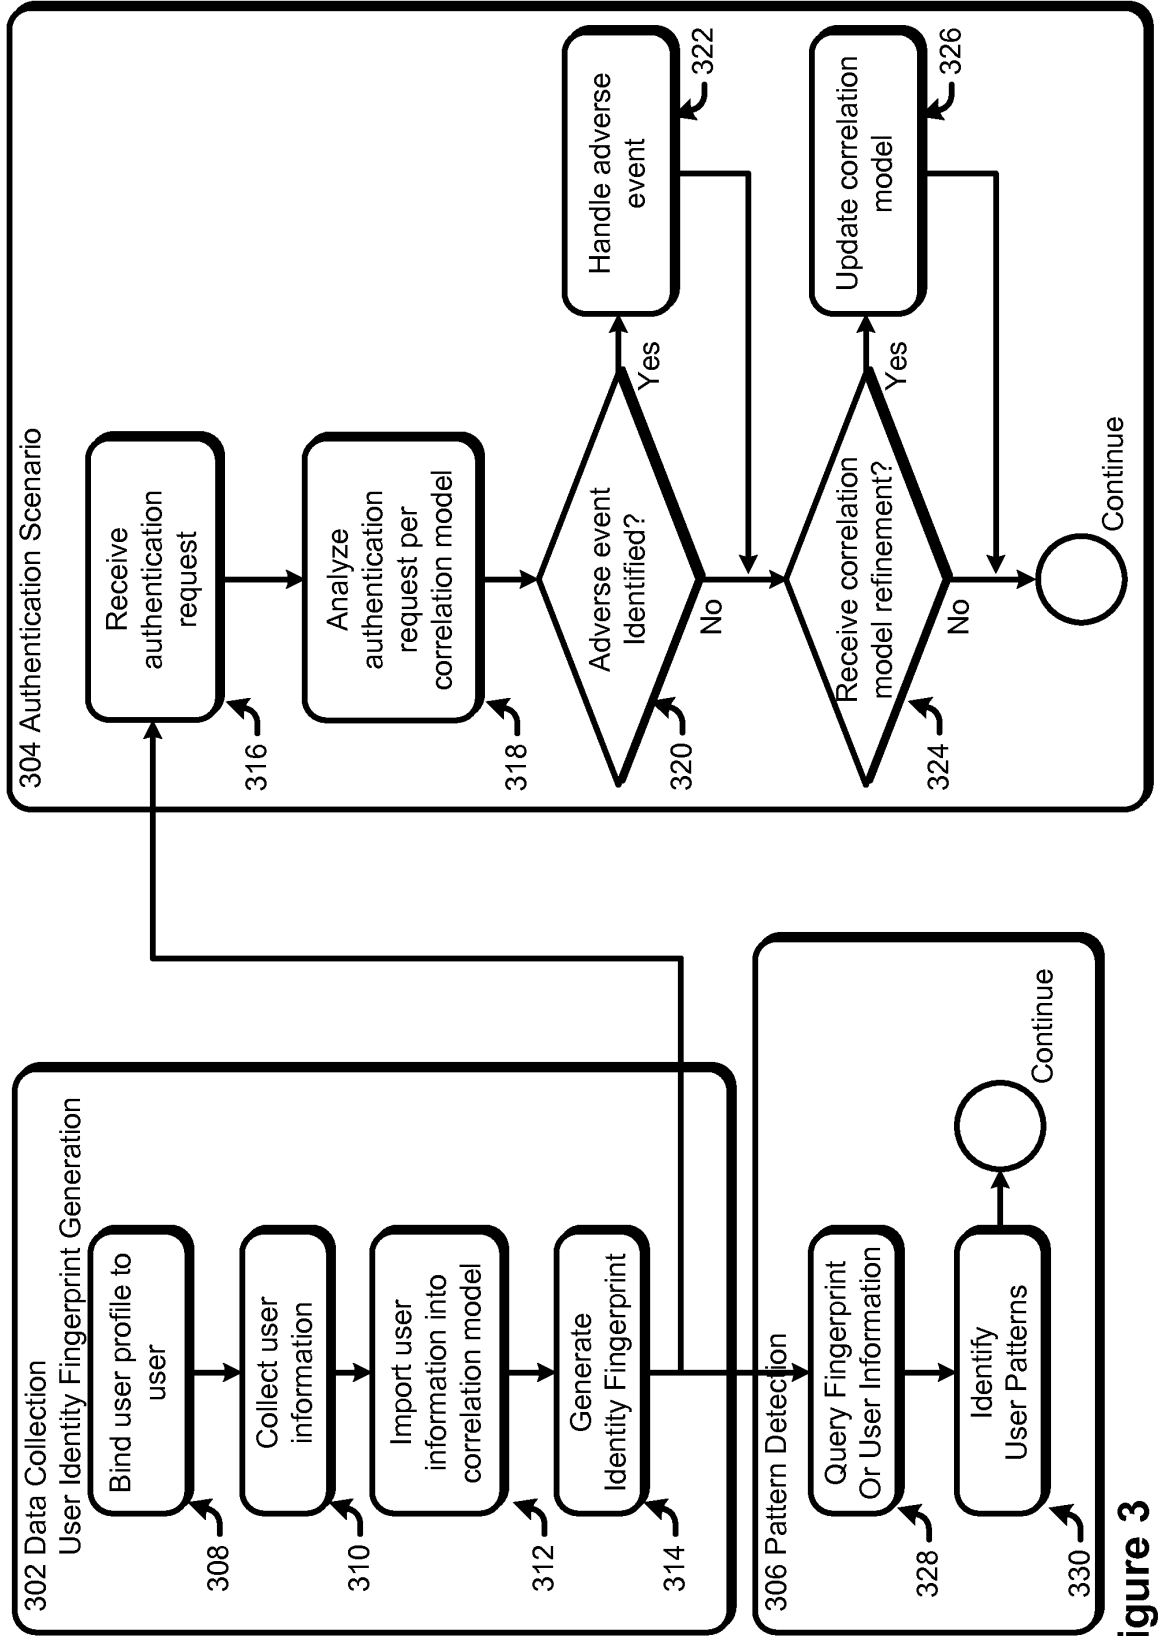 302 Data Collection
User Identity Fingerprint Generation
Bind user profile to
user
308
Collect user
information
310
Import user
information into
correlation model
312
Generate
Identity Fingerprint
314
306 Pattern Detection
Query Fingerprint
Or User Information
328
Identify
User Patterns
330
Continue
304 Authentication Scenario
Receive
authentication
request
316
Analyze
authentication
request per
correlation model
318
Adverse event
Identified?
320
Yes
No
Handle adverse
event
322
Receive correlation
model refinement?
324
Yes
No
Update correlation
model
326
Continue
igure 3